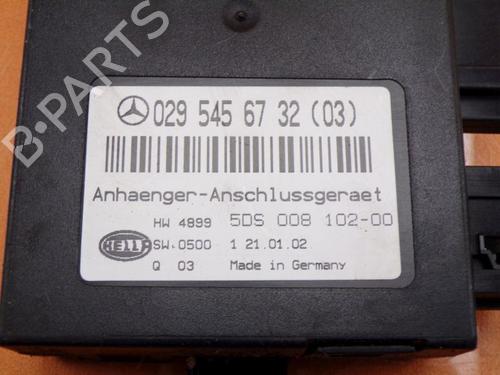 029 545 67 32 (03)
Anhaenger-Anschlussgeraet
HW 4899 5DS 008 102-00
HELLA SW.0500 1 21.01.02
Q 03 Made in Germany
B-PARTS